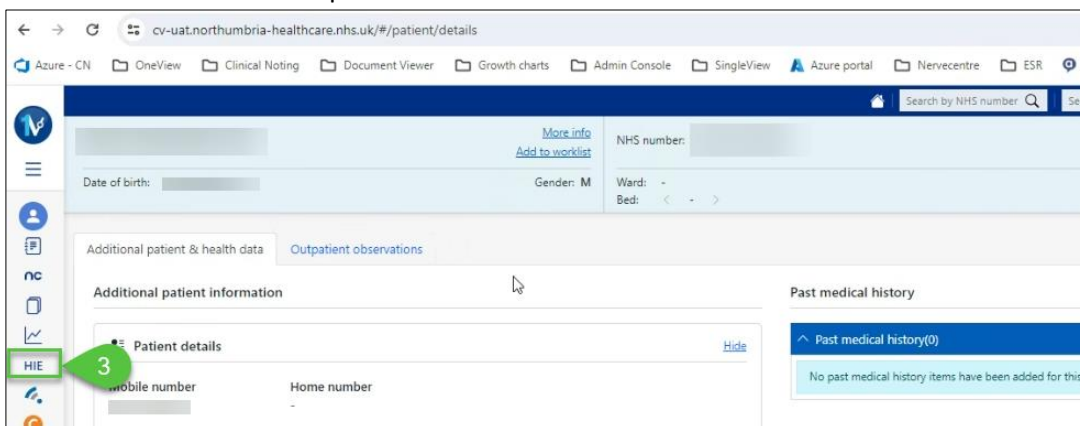 cv-uat.northumbria-healthcare.nhs.uk/#/patient/details
Azure - CN OneView Clinical Noting Document Viewer Growth charts Admin Console SingleView Azure portal Nervecentre ESR
Search by NHS number Se
More info
Add to worklist
NHS number:
Date of birth: Gender: M Ward: -
Bed: < - >
Additional patient & health data Outpatient observations
nc
Additional patient information Past medical history
Patient details Hide Past medical history(0)
HIE 3
No past medical history items have been added for this
Mobile number Home number
-